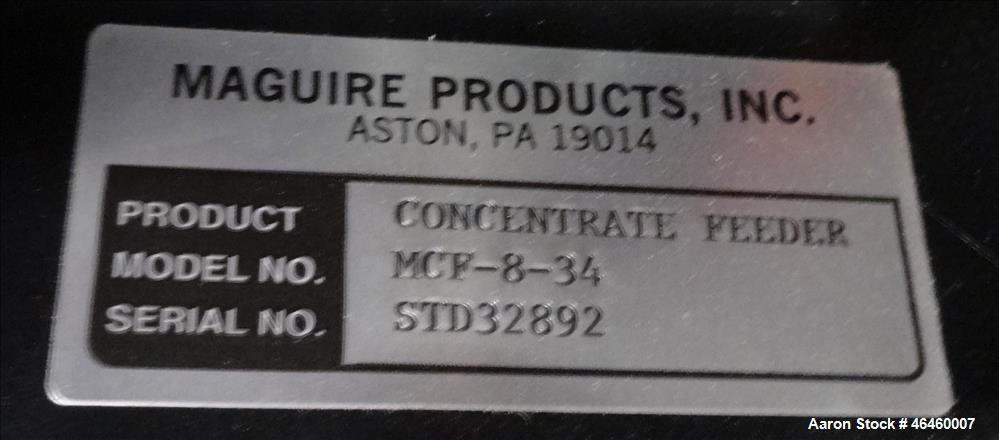 MAGUIRE PRODUCTS, INC.
ASTON, PA 19014
PRODUCT CONCENTRATE FEEDER
MODEL NO. MCF-8-34
SERIAL NO. STD32892
Aaron Stock # 46460007